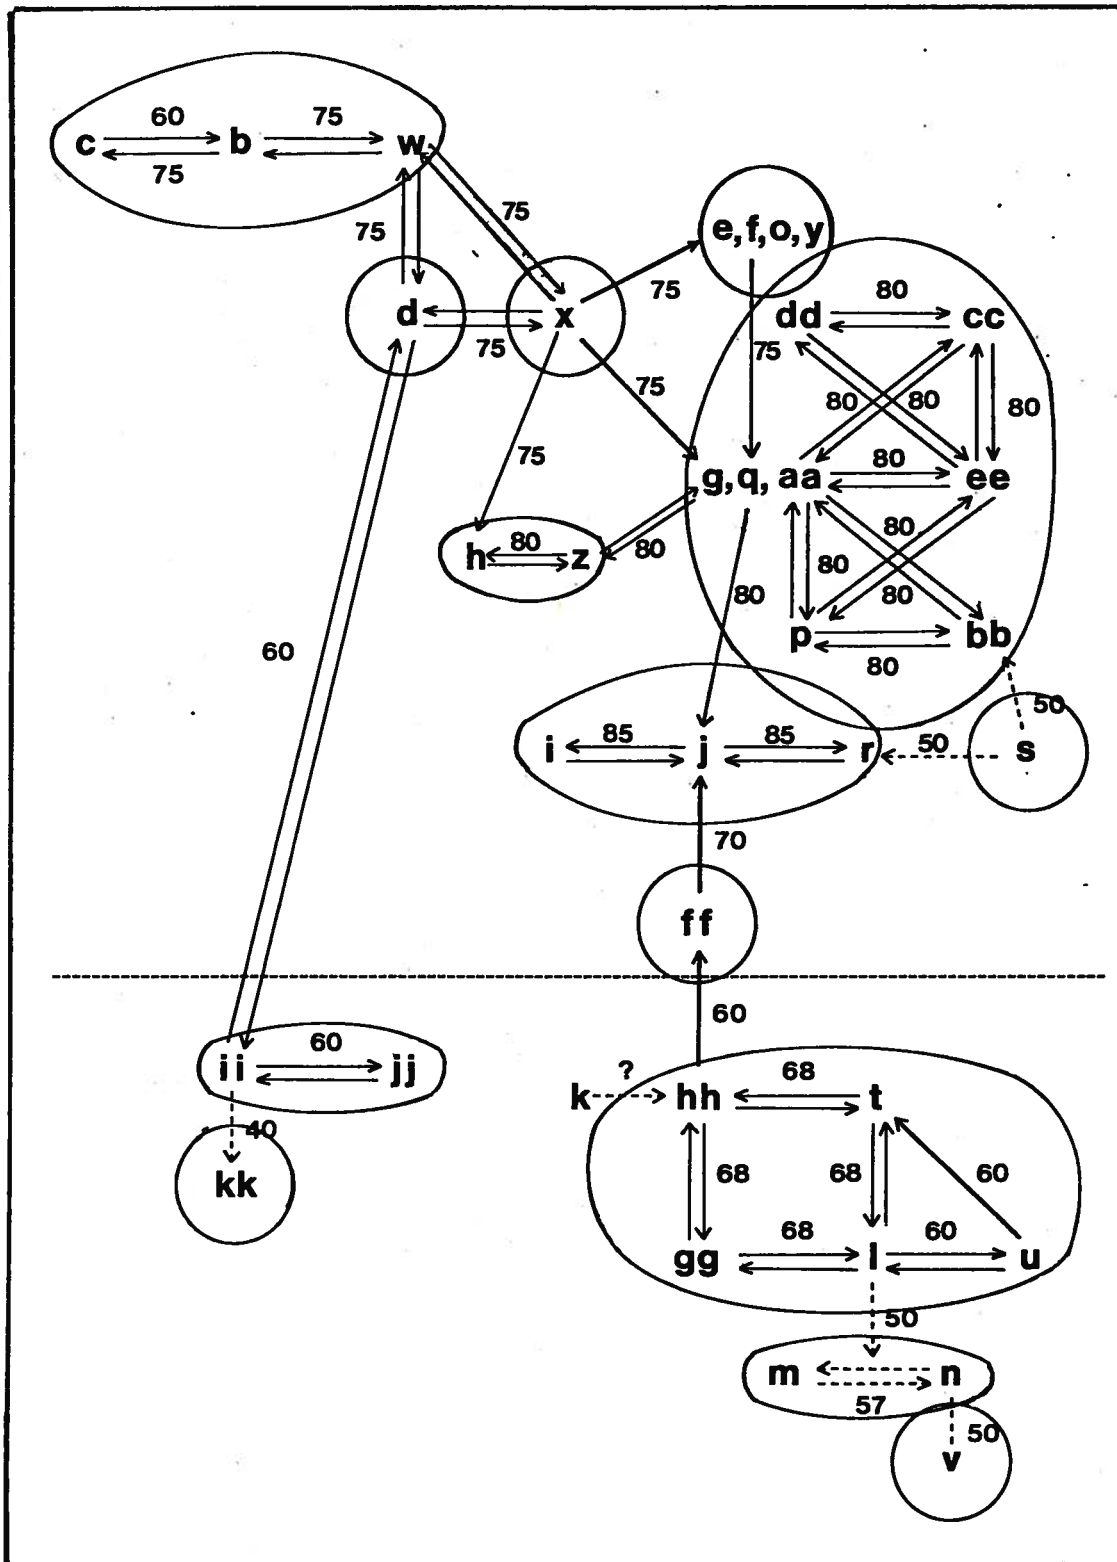 60 75
c b w
75
75 75
e, f, o, y
75
d x dd 80 cc
75 75
75 80 80 80
75 80
g, q, aa ee
80
h 80 z 80
80 80
80 80
p bb
60 80
50
i 85 j 85 r 50 s
70
ff
60
60 ? 68
ii jj k hh t
40
kk 68 68 60
68 60
gg l u
50
m n
57
50
v